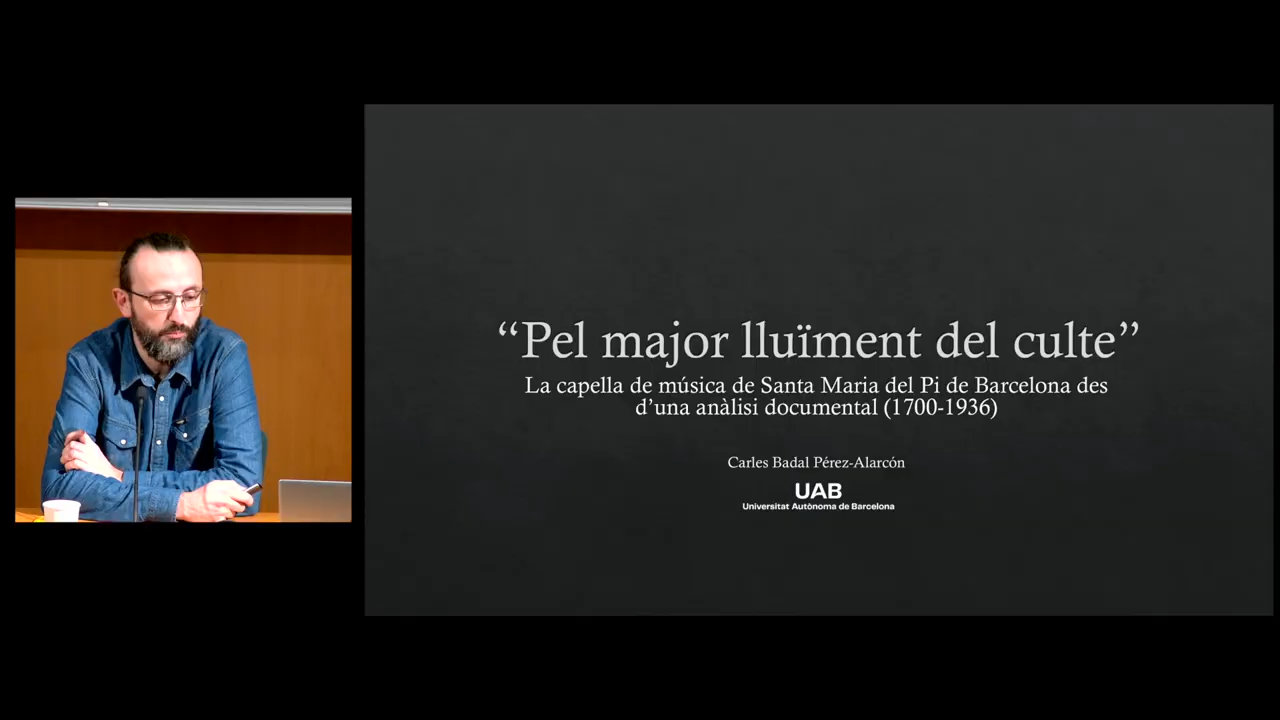 “Pel major lluïment del culte”
La capella de música de Santa Maria del Pi de Barcelona des
d’una anàlisi documental (1700-1936)
Carles Badal Pérez-Alarcón
UAB
Universitat Autònoma de Barcelona